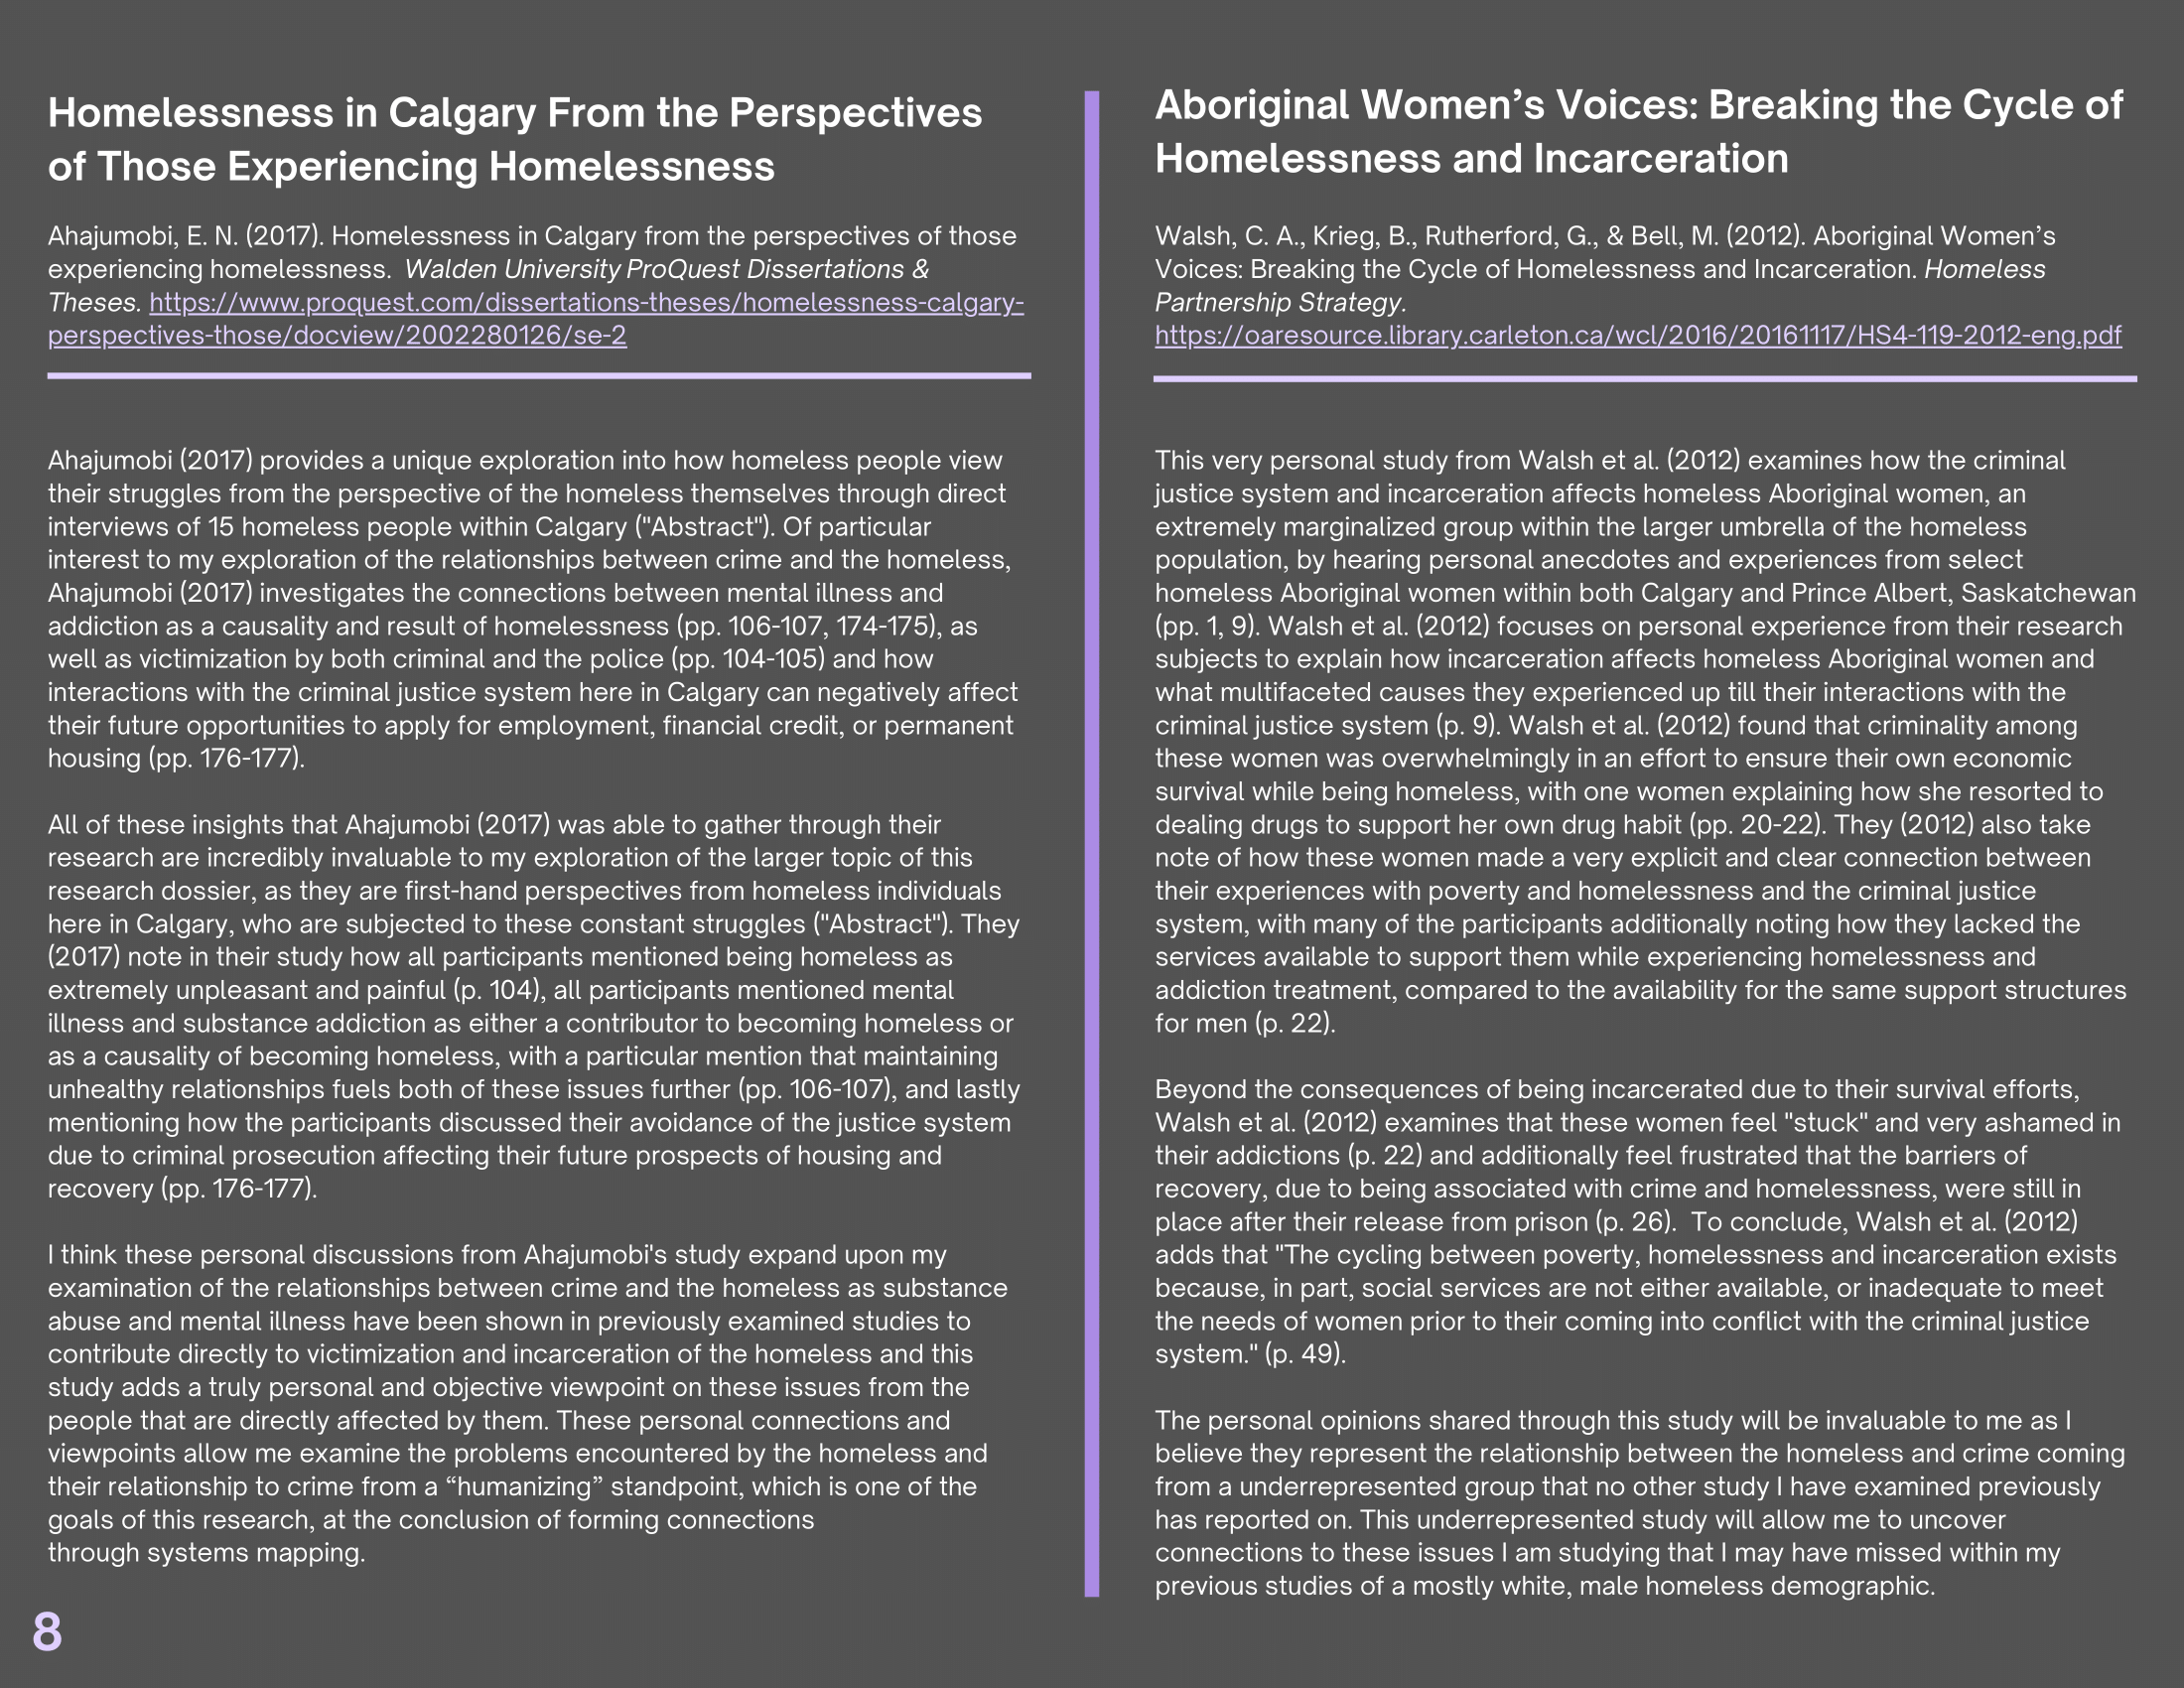 Homelessness in Calgary From the Perspectives
of Those Experiencing Homelessness
Ahajumobi, E. N. (2017). Homelessness in Calgary from the perspectives of those
experiencing homelessness. Walden University ProQuest Dissertations &
Theses. https://www.proquest.com/dissertations-theses/homelessness-calgary-
perspectives-those/docview/2002280126/se-2
Ahajumobi (2017) provides a unique exploration into how homeless people view
their struggles from the perspective of the homeless themselves through direct
interviews of 15 homeless people within Calgary ("Abstract"). Of particular
interest to my exploration of the relationships between crime and the homeless,
Ahajumobi (2017) investigates the connections between mental illness and
addiction as a causality and result of homelessness (pp. 106-107, 174-175), as
well as victimization by both criminal and the police (pp. 104-105) and how
interactions with the criminal justice system here in Calgary can negatively affect
their future opportunities to apply for employment, financial credit, or permanent
housing (pp. 176-177).
All of these insights that Ahajumobi (2017) was able to gather through their
research are incredibly invaluable to my exploration of the larger topic of this
research dossier, as they are first-hand perspectives from homeless individuals
here in Calgary, who are subjected to these constant struggles ("Abstract"). They
(2017) note in their study how all participants mentioned being homeless as
extremely unpleasant and painful (p. 104), all participants mentioned mental
illness and substance addiction as either a contributor to becoming homeless or
as a causality of becoming homeless, with a particular mention that maintaining
unhealthy relationships fuels both of these issues further (pp. 106-107), and lastly
mentioning how the participants discussed their avoidance of the justice system
due to criminal prosecution affecting their future prospects of housing and
recovery (pp. 176-177).
I think these personal discussions from Ahajumobi's study expand upon my
examination of the relationships between crime and the homeless as substance
abuse and mental illness have been shown in previously examined studies to
contribute directly to victimization and incarceration of the homeless and this
study adds a truly personal and objective viewpoint on these issues from the
people that are directly affected by them. These personal connections and
viewpoints allow me examine the problems encountered by the homeless and
their relationship to crime from a “humanizing” standpoint, which is one of the
goals of this research, at the conclusion of forming connections
through systems mapping.
8
Aboriginal Women’s Voices: Breaking the Cycle of
Homelessness and Incarceration
Walsh, C. A., Krieg, B., Rutherford, G., & Bell, M. (2012). Aboriginal Women’s
Voices: Breaking the Cycle of Homelessness and Incarceration. Homeless
Partnership Strategy.
https://oaresource.library.carleton.ca/wcl/2016/20161117/HS4-119-2012-eng.pdf
This very personal study from Walsh et al. (2012) examines how the criminal
justice system and incarceration affects homeless Aboriginal women, an
extremely marginalized group within the larger umbrella of the homeless
population, by hearing personal anecdotes and experiences from select
homeless Aboriginal women within both Calgary and Prince Albert, Saskatchewan
(pp. 1, 9). Walsh et al. (2012) focuses on personal experience from their research
subjects to explain how incarceration affects homeless Aboriginal women and
what multifaceted causes they experienced up till their interactions with the
criminal justice system (p. 9). Walsh et al. (2012) found that criminality among
these women was overwhelmingly in an effort to ensure their own economic
survival while being homeless, with one women explaining how she resorted to
dealing drugs to support her own drug habit (pp. 20-22). They (2012) also take
note of how these women made a very explicit and clear connection between
their experiences with poverty and homelessness and the criminal justice
system, with many of the participants additionally noting how they lacked the
services available to support them while experiencing homelessness and
addiction treatment, compared to the availability for the same support structures
for men (p. 22).
Beyond the consequences of being incarcerated due to their survival efforts,
Walsh et al. (2012) examines that these women feel "stuck" and very ashamed in
their addictions (p. 22) and additionally feel frustrated that the barriers of
recovery, due to being associated with crime and homelessness, were still in
place after their release from prison (p. 26). To conclude, Walsh et al. (2012)
adds that "The cycling between poverty, homelessness and incarceration exists
because, in part, social services are not either available, or inadequate to meet
the needs of women prior to their coming into conflict with the criminal justice
system." (p. 49).
The personal opinions shared through this study will be invaluable to me as I
believe they represent the relationship between the homeless and crime coming
from a underrepresented group that no other study I have examined previously
has reported on. This underrepresented study will allow me to uncover
connections to these issues I am studying that I may have missed within my
previous studies of a mostly white, male homeless demographic.